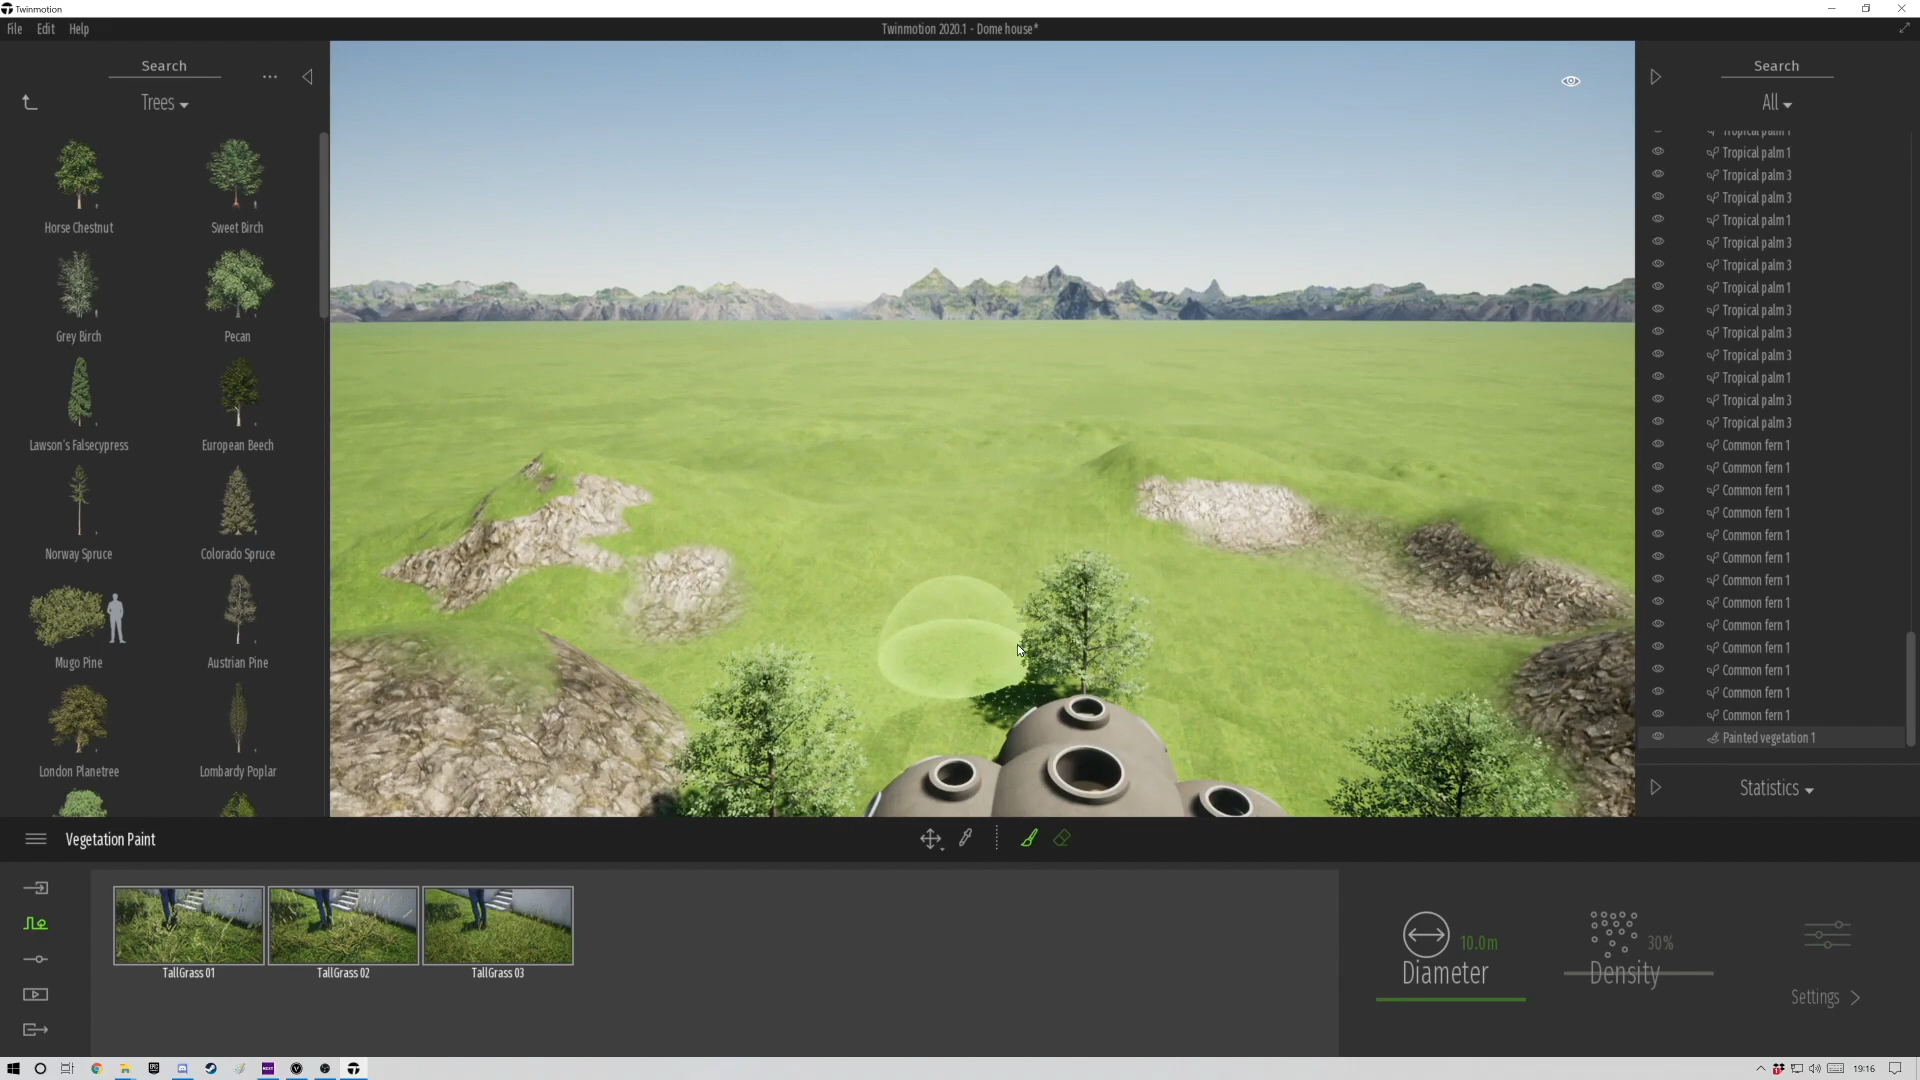 Twinmotion
File Edit Help
Twinmotion 2020.1 - Dome house*
Search
Trees
Horse Chestnut
Sweet Birch
Grey Birch
Pecan
Lawson's Falsecypress
European Beech
Norway Spruce
Colorado Spruce
Mugo Pine
Austrian Pine
London Planetree
Lombardy Poplar
Search
All
Tropical palm 1
Tropical palm 1
Tropical palm 3
Tropical palm 3
Tropical palm 1
Tropical palm 3
Tropical palm 3
Tropical palm 1
Tropical palm 3
Tropical palm 3
Tropical palm 3
Tropical palm 1
Tropical palm 3
Tropical palm 3
Common fern 1
Common fern 1
Common fern 1
Common fern 1
Common fern 1
Common fern 1
Common fern 1
Common fern 1
Common fern 1
Common fern 1
Common fern 1
Common fern 1
Common fern 1
Painted vegetation 1
Statistics
Vegetation Paint
TallGrass 01
TallGrass 02
TallGrass 03
10.0m
Diameter
30%
Density
Settings
19:16